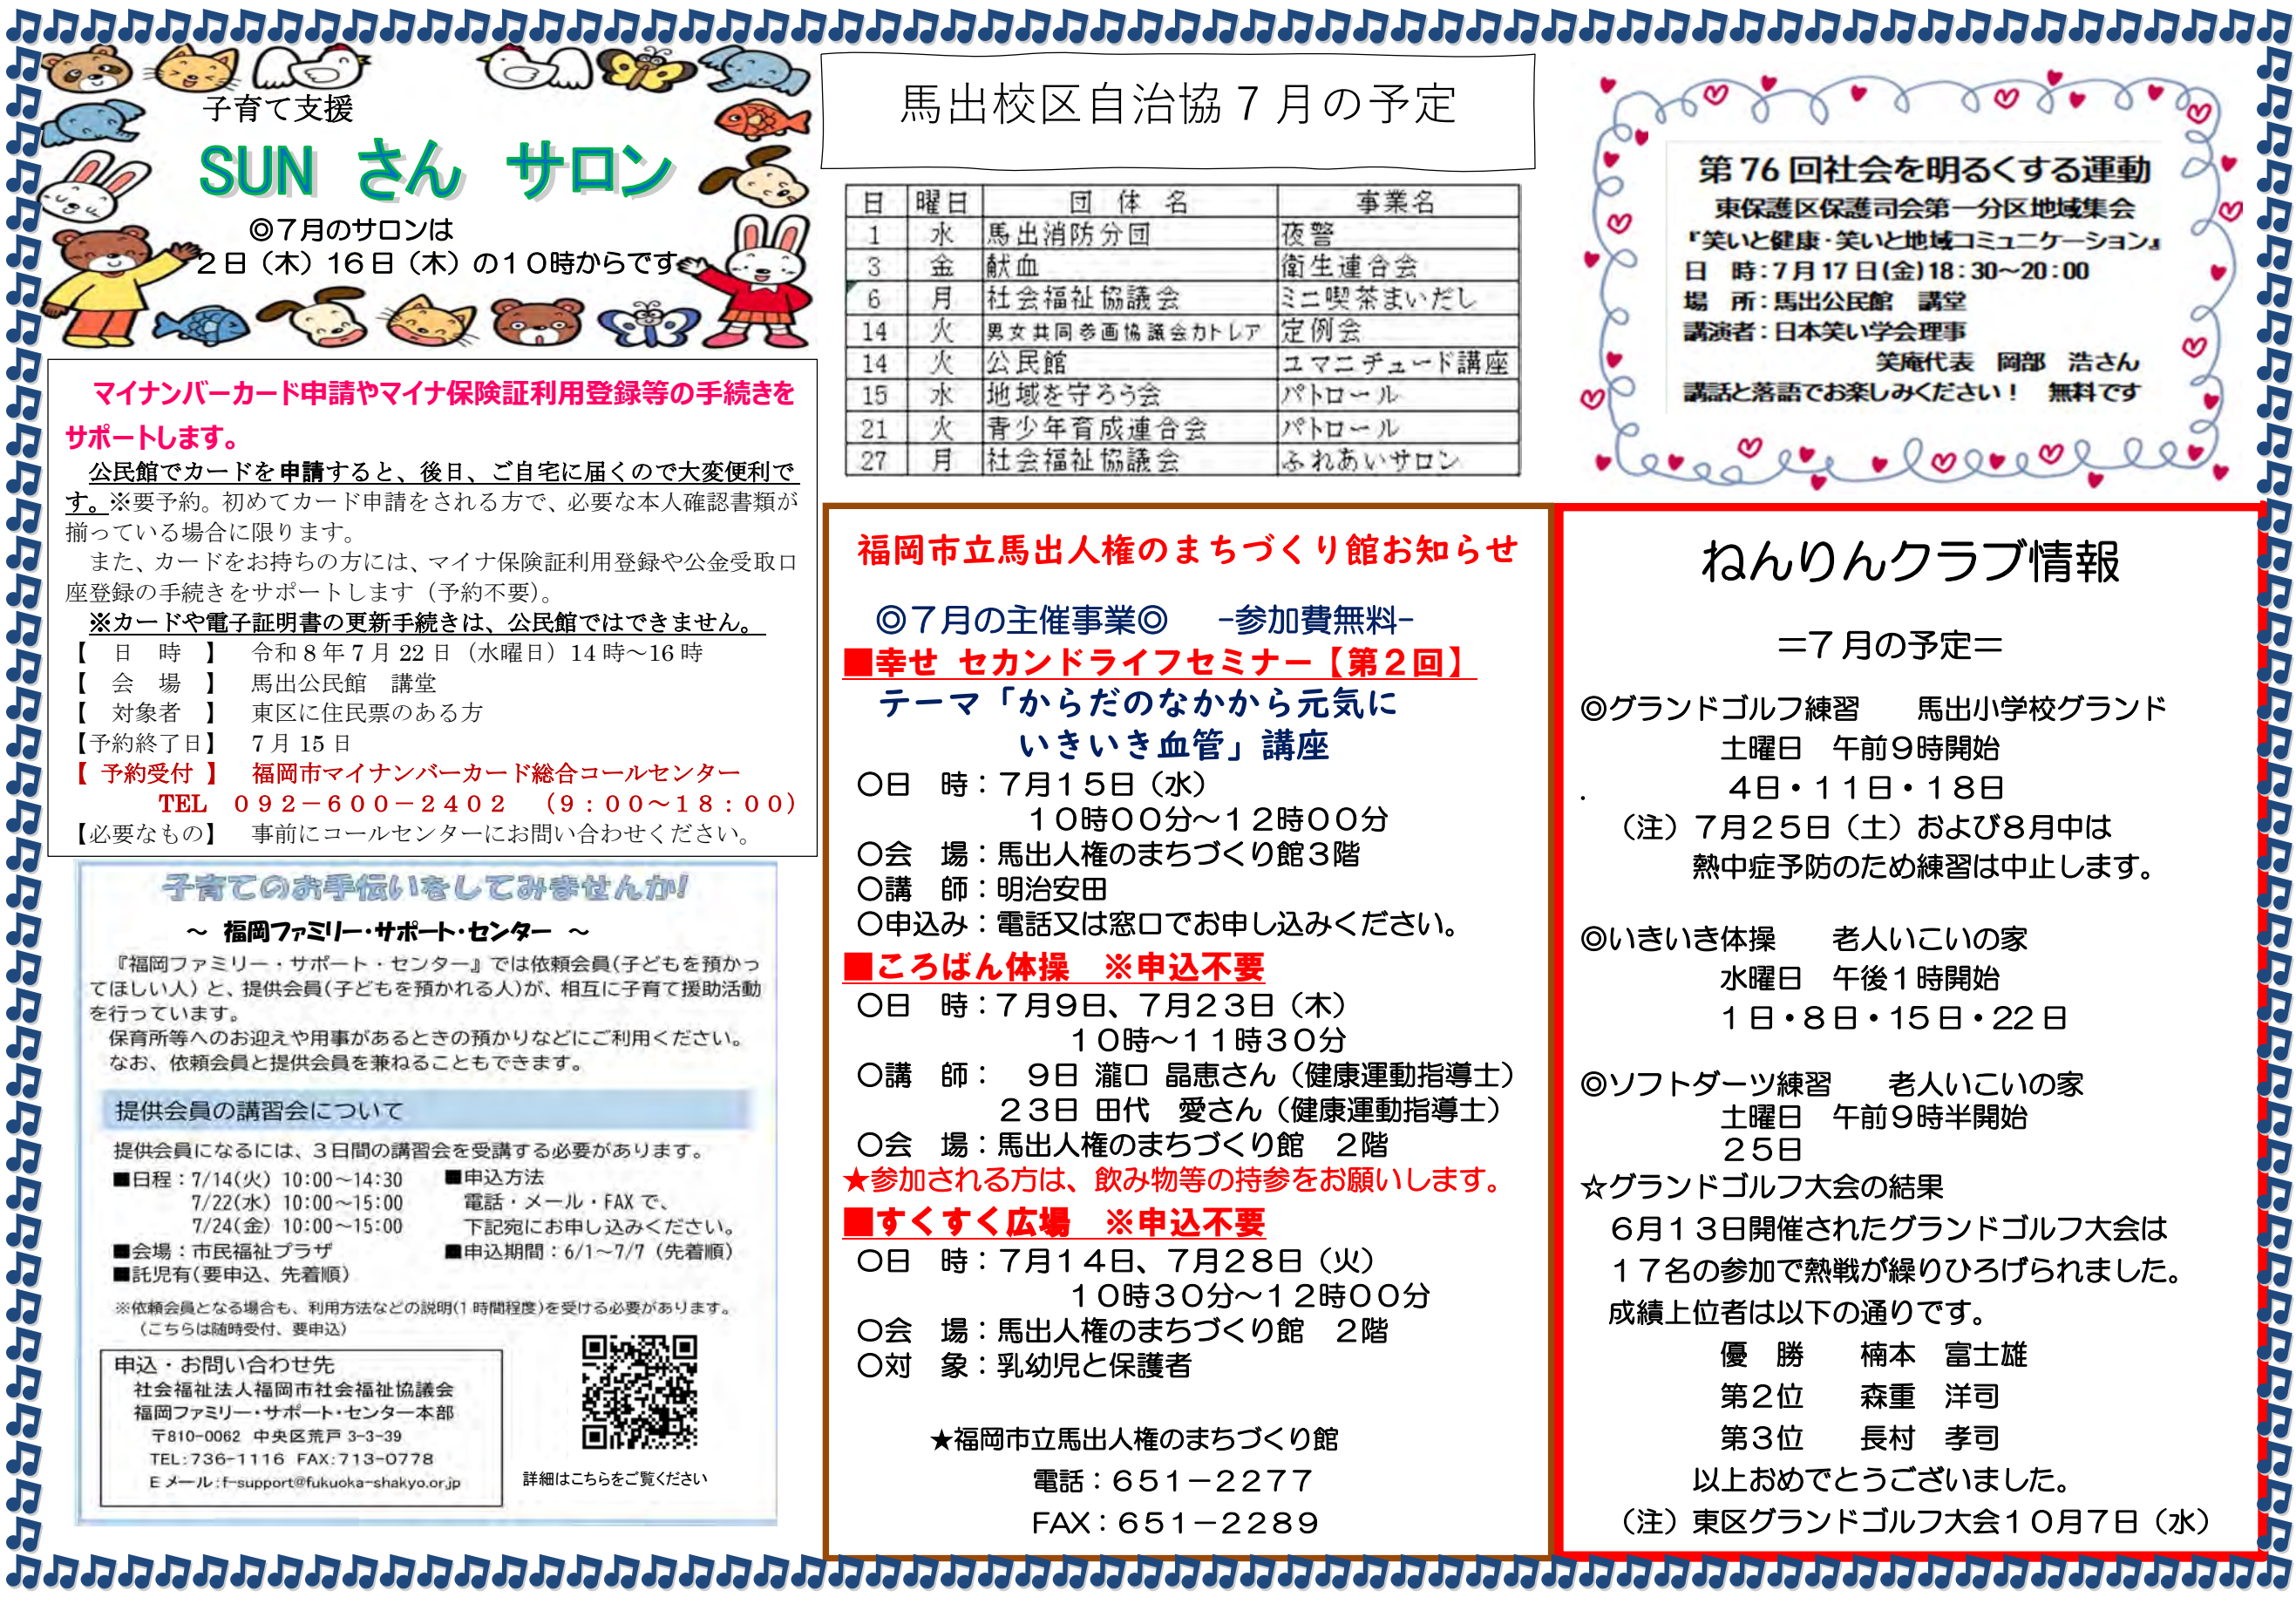 子育て支援
SUN さん サロン
◎7月のサロンは
2日（木）16日（木）の10時からです
マイナンバーカード申請やマイナ保険証利用登録等の手続きを
サポートします。
公民館でカードを申請すると、後日、ご自宅に届くので大変便利で
す。※要予約。初めてカード申請をされる方で、必要な本人確認書類が
揃っている場合に限ります。
また、カードをお持ちの方には、マイナ保険証利用登録や公金受取口
座登録の手続きをサポートします（予約不要）。
※カードや電子証明書の更新手続きは、公民館ではできません。
【 日 時 】 令和8年7月22日（水曜日）14時～16時
【 会 場 】 馬出公民館 講堂
【 対象者 】 東区に住民票のある方
【予約終了日】 7月15日
【 予約受付 】 福岡市マイナンバーカード総合コールセンター
TEL ０９２－６００－２４０２ （９：００～１８：００）
【必要なもの】 事前にコールセンターにお問い合わせください。
子育てのお手伝いをしてみませんか!
～ 福岡ファミリー・サポート・センター ～
『福岡ファミリー・サポート・センター』では依頼会員(子どもを預かっ
てほしい人）と、提供会員(子どもを預かれる人)が、相互に子育て援助活動
を行っています。
保育所等へのお迎えや用事があるときの預かりなどにご利用ください。
なお、依頼会員と提供会員を兼ねることもできます。
提供会員の講習会について
提供会員になるには、3日間の講習会を受講する必要があります。
■日程：7/14(火）10:00～14:30
7/22(水）10:00～15:00
7/24(金）10:00～15:00
■会場：市民福祉プラザ
■託児有(要申込、先着順）
■申込方法
電話・メール・FAXで、
下記宛にお申し込みください。
■申込期間：6/1～7/7（先着順）
※依頼会員となる場合も、利用方法などの説明(1時間程度)を受ける必要があります。
（こちらは随時受付、要申込）
申込・お問い合わせ先
社会福祉法人福岡市社会福祉協議会
福岡ファミリー・サポート・センター本部
〒810-0062 中央区荒戸3-3-39
TEL:736-1116 FAX:713-0778
Eメール:f-support@fukuoka-shakyo.or.jp
詳細はこちらをご覧ください
馬出校区自治協7月の予定
日 曜日 団体名 事業名
1 水 馬出消防分団 夜警
3 金 献血 衛生連合会
6 月 社会福祉協議会 ミニ喫茶まいだし
14 火 男女共同参画協議会カトレア 定例会
14 火 公民館 ユマニチュード講座
15 水 地域を守ろう会 パトロール
21 火 青少年育成連合会 パトロール
27 月 社会福祉協議会 ふれあいサロン
福岡市立馬出人権のまちづくり館お知らせ
◎7月の主催事業◎ -参加費無料-
■幸せ セカンドライフセミナー【第2回】
テーマ「からだのなかから元気に
いきいき血管」講座
○日 時：７月１５日（水）
１０時００分～１２時００分
○会 場：馬出人権のまちづくり館３階
○講 師：明治安田
○申込み：電話又は窓口でお申し込みください。
■ころばん体操 ※申込不要
○日 時：７月９日、７月２３日（木）
１０時～１１時３０分
○講 師： ９日 瀧口 晶恵さん（健康運動指導士）
２３日 田代 愛さん（健康運動指導士）
○会 場：馬出人権のまちづくり館 ２階
★参加される方は、飲み物等の持参をお願いします。
■すくすく広場 ※申込不要
○日 時：７月１４日、７月２８日（火）
１０時３０分～１２時００分
○会 場：馬出人権のまちづくり館 ２階
○対 象：乳幼児と保護者
★福岡市立馬出人権のまちづくり館
電話：６５１－２２７７
FAX：６５１－２２８９
第76回社会を明るくする運動
東保護区保護司会第一分区地域集会
『笑いと健康・笑いと地域コミュニケーション』
日 時：7月17日(金)18：30～20：00
場 所：馬出公民館 講堂
講演者：日本笑い学会理事
笑庵代表 岡部 浩さん
講話と落語でお楽しみください！ 無料です
ねんりんクラブ情報
＝7月の予定＝
◎グランドゴルフ練習 馬出小学校グランド
土曜日 午前９時開始
４日・１１日・１８日
（注）７月２５日（土）および８月中は
熱中症予防のため練習は中止します。
◎いきいき体操 老人いこいの家
水曜日 午後１時開始
１日・８日・15日・22日
◎ソフトダーツ練習 老人いこいの家
土曜日 午前９時半開始
２５日
☆グランドゴルフ大会の結果
６月１３日開催されたグランドゴルフ大会は
１７名の参加で熱戦が繰りひろげられました。
成績上位者は以下の通りです。
優 勝 楠本 富士雄
第２位 森重 洋司
第３位 長村 孝司
以上おめでとうございました。
（注）東区グランドゴルフ大会１０月７日（水）